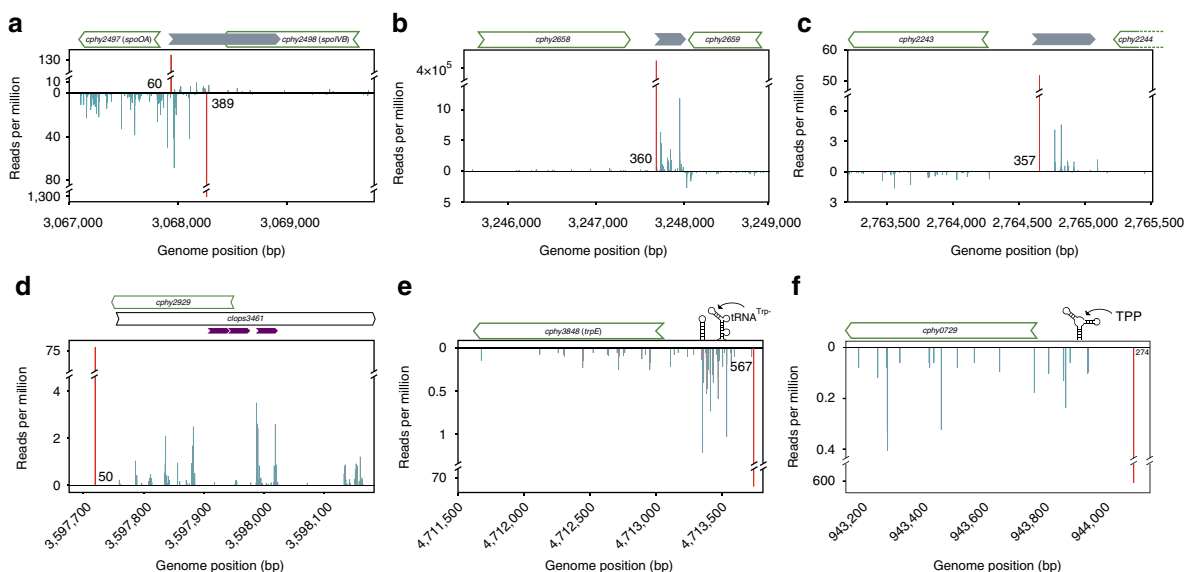 a
cphy2497 (spoOA)
cphy2498 (spoIVB)
130
10
0
40
80
1,300
60
389
Reads per million
3,067,000
3,068,000
3,069,000
Genome position (bp)
b
cphy2658
cphy2659
4×10⁵
10
5
0
5
360
Reads per million
3,246,000
3,247,000
3,248,000
3,249,000
Genome position (bp)
c
cphy2243
cphy2244
60
50
6
3
0
3
357
Reads per million
2,763,500
2,764,000
2,764,500
2,765,000
2,765,500
Genome position (bp)
d
cphy2929
clops3461
75
4
2
0
50
Reads per million
3,597,700
3,597,800
3,597,900
3,598,000
3,598,100
Genome position (bp)
e
cphy3848 (trpE)
tRNATrp-
0
0.5
1
70
567
Reads per million
4,711,500
4,712,000
4,712,500
4,713,000
4,713,500
Genome position (bp)
f
cphy0729
TPP
0
0.2
0.4
600
274
Reads per million
943,200
943,400
943,800
944,000
Genome position (bp)